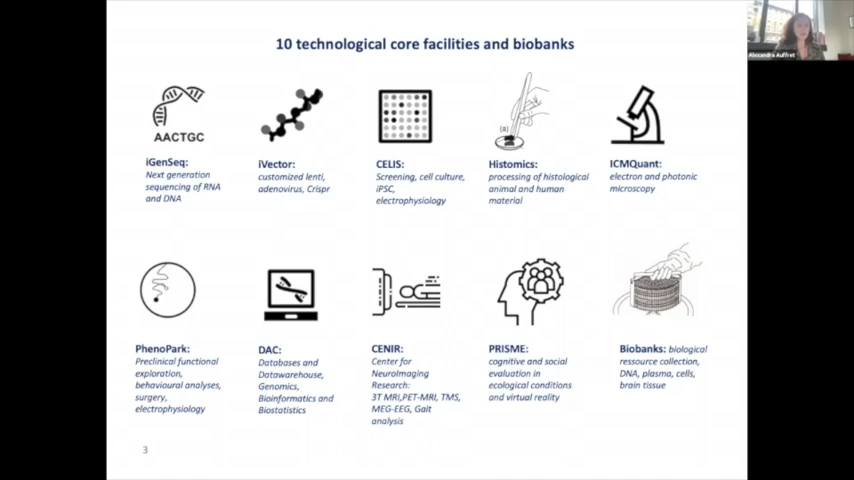 10 technological core facilities and biobanks
Alexandra Auffret
AACTGC
(a)
iGenSeq:
Next generation
sequencing of RNA
and DNA
iVector:
customized lenti,
adenovirus, Crispr
CELIS:
Screening, cell culture,
iPSC,
electrophysiology
Histomics:
processing of histological
animal and human
material
ICMQuant:
electron and photonic
microscopy
PhenoPark:
Preclinical functional
exploration,
behavioural analyses,
surgery,
electrophysiology
DAC:
Databases and
Datawarehouse,
Genomics,
Bioinformatics and
Biostatistics
CENIR:
Center for
NeuroImaging
Research:
3T MRI,PET-MRI, TMS,
MEG-EEG, Gait
analysis
PRISME:
cognitive and social
evaluation in
ecological conditions
and virtual reality
Biobanks: biological
ressource collection,
DNA, plasma, cells,
brain tissue
3